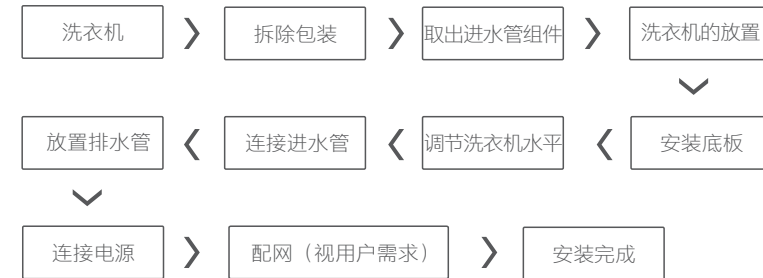 洗衣机
拆除包装
取出进水管组件
洗衣机的放置
安装底板
调节洗衣机水平
连接进水管
放置排水管
连接电源
配网（视用户需求）
安装完成